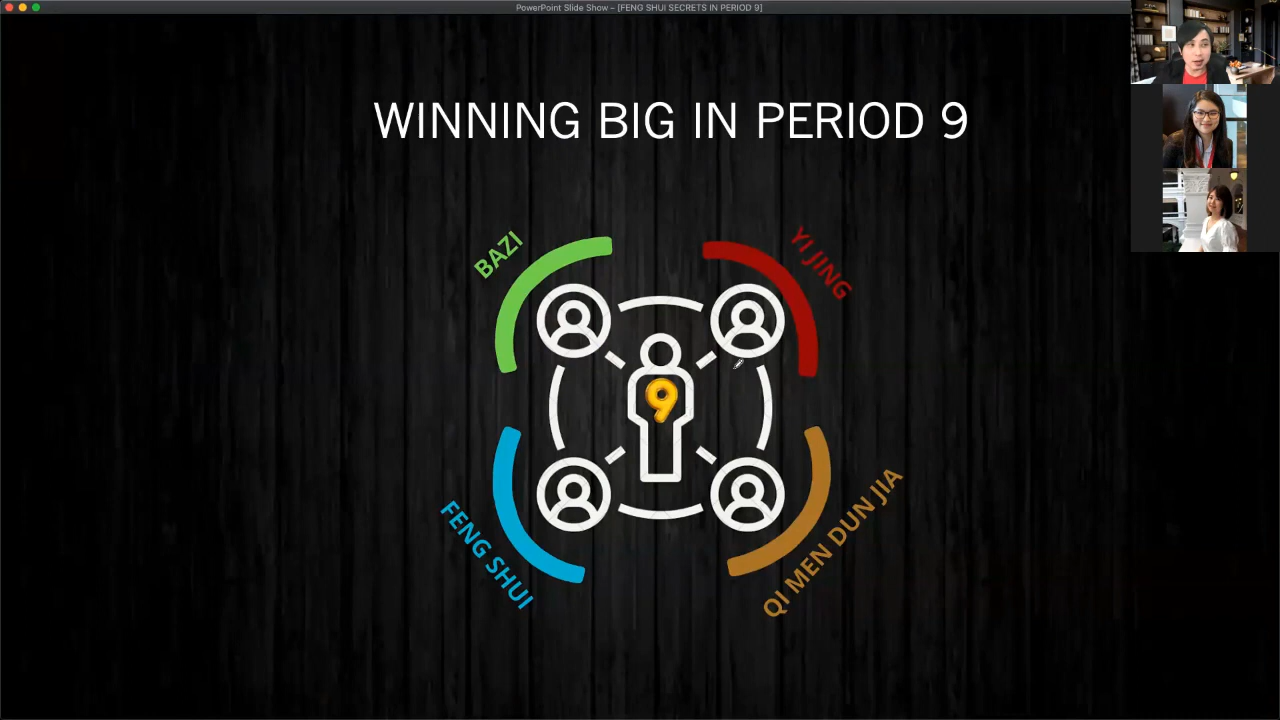 PowerPoint Slide Show – [FENG SHUI SECRETS IN PERIOD 9]
WINNING BIG IN PERIOD 9
BAZI
YI JING
9
FENG SHUI
QI MEN DUN JIA